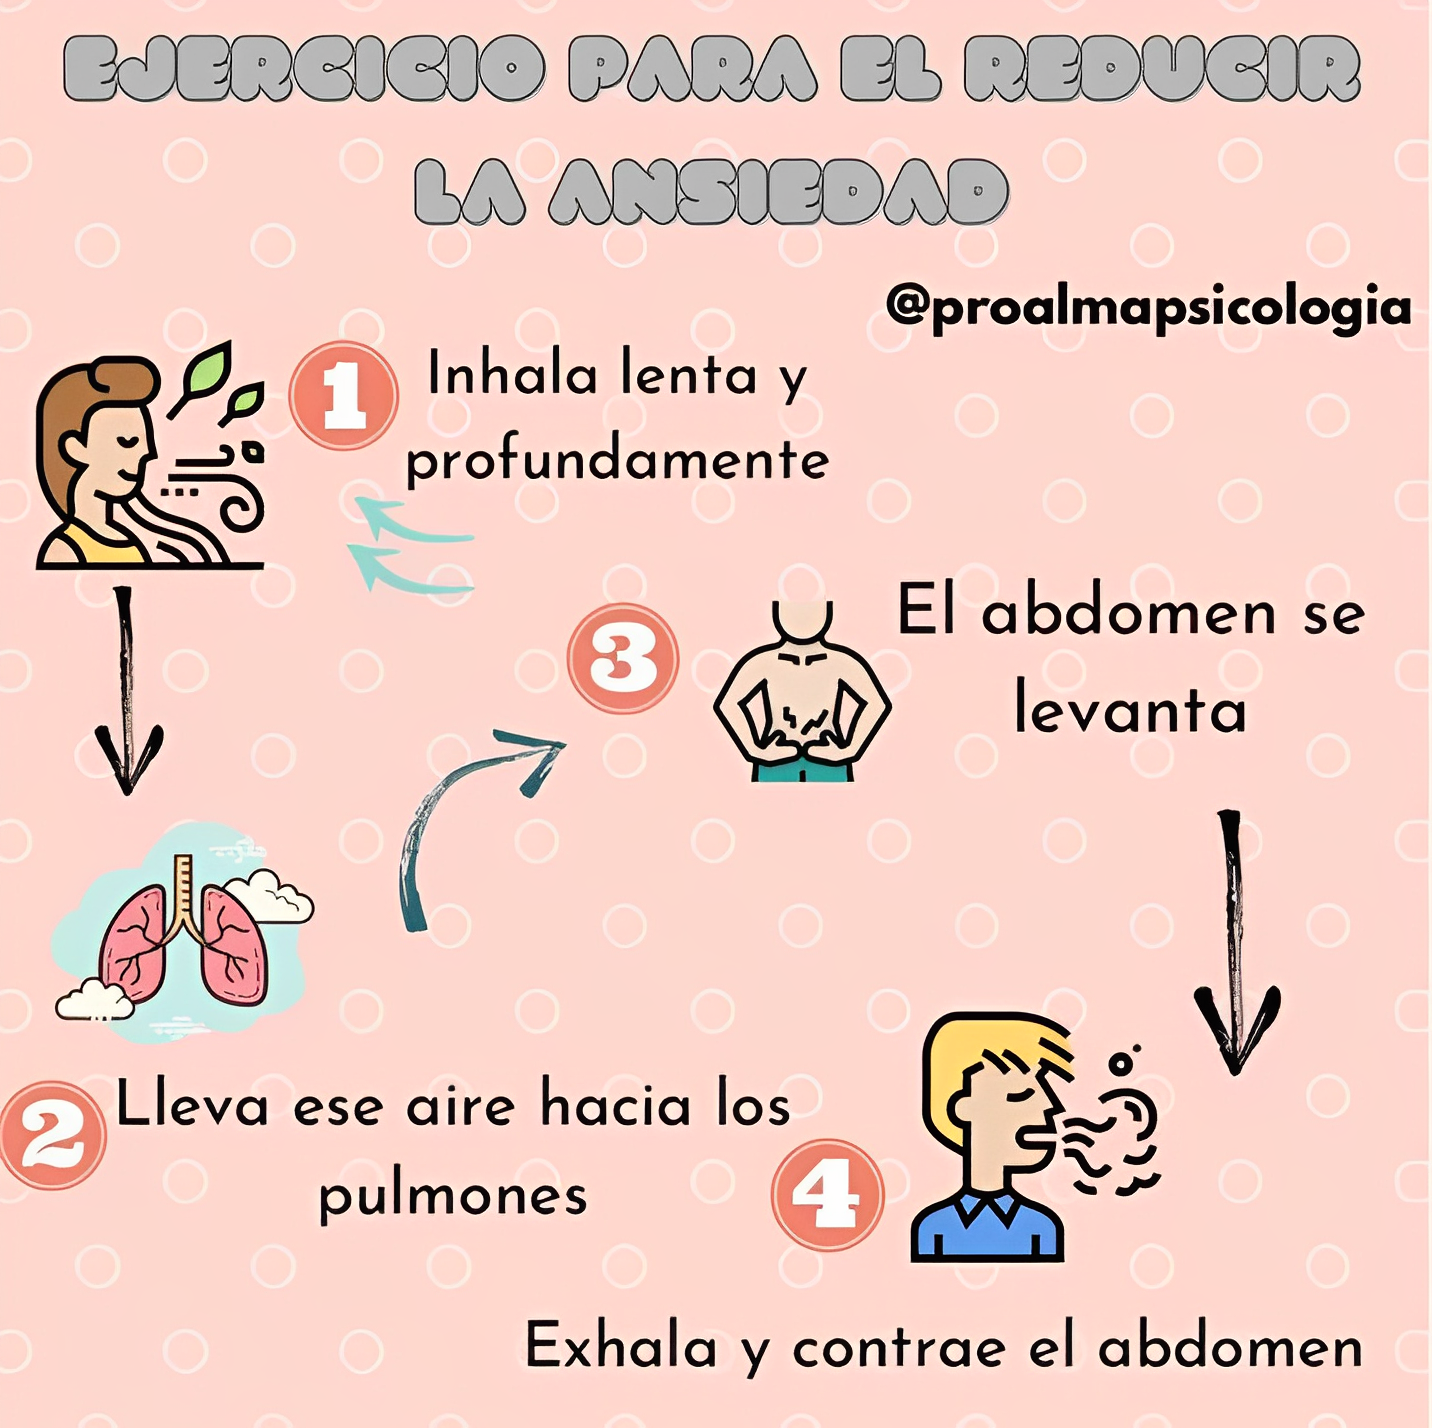 EJERCICIO PARA EL REDUCIR
LA ANSIEDAD
@proalmapsicologia
1
Inhala lenta y
profundamente
3
El abdomen se
levanta
2
Lleva ese aire hacia los
pulmones
4
Exhala y contrae el abdomen